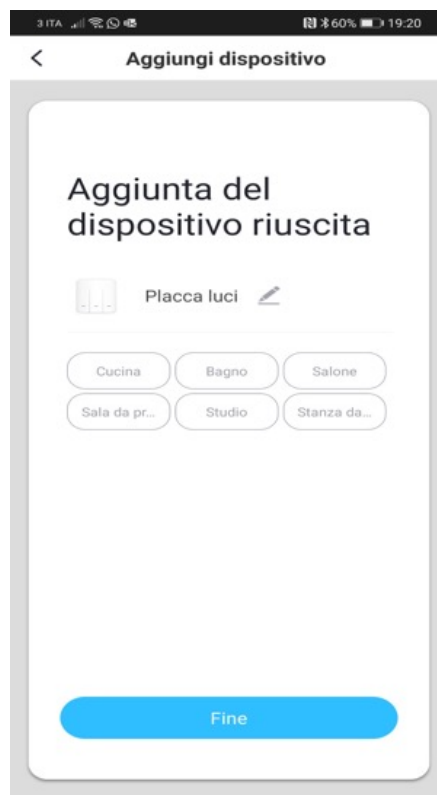 3 ITA 60% 19:20
Aggiungi dispositivo
Aggiunta del
dispositivo riuscita
Placca luci
Cucina Bagno Salone
Sala da pr... Studio Stanza da...
Fine